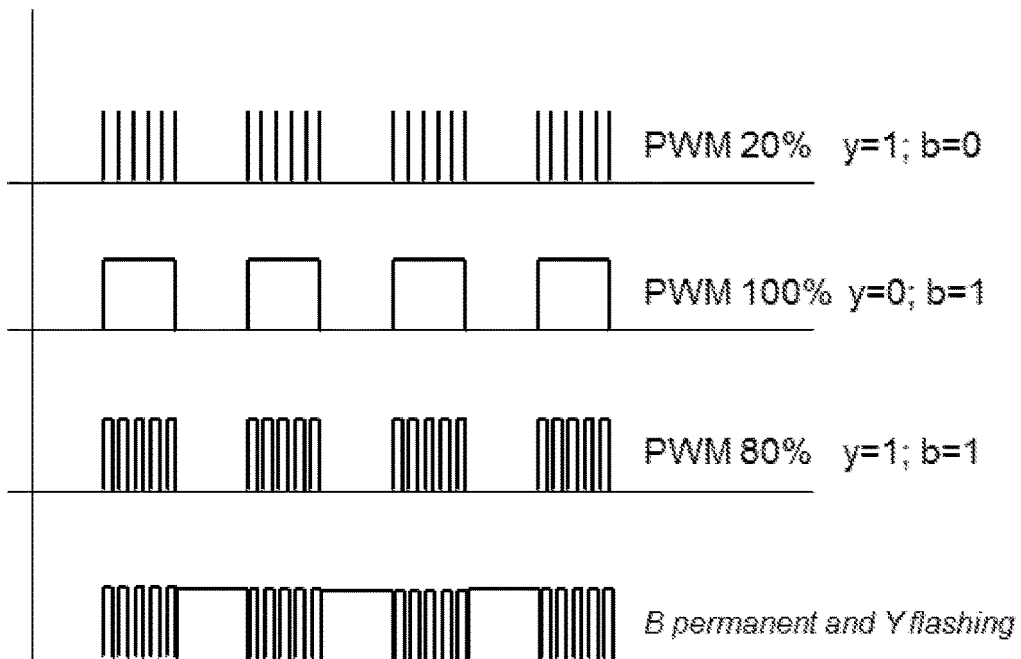 PWM 20% y=1; b=0
PWM 100% y=0; b=1
PWM 80% y=1; b=1
B permanent and Y flashing